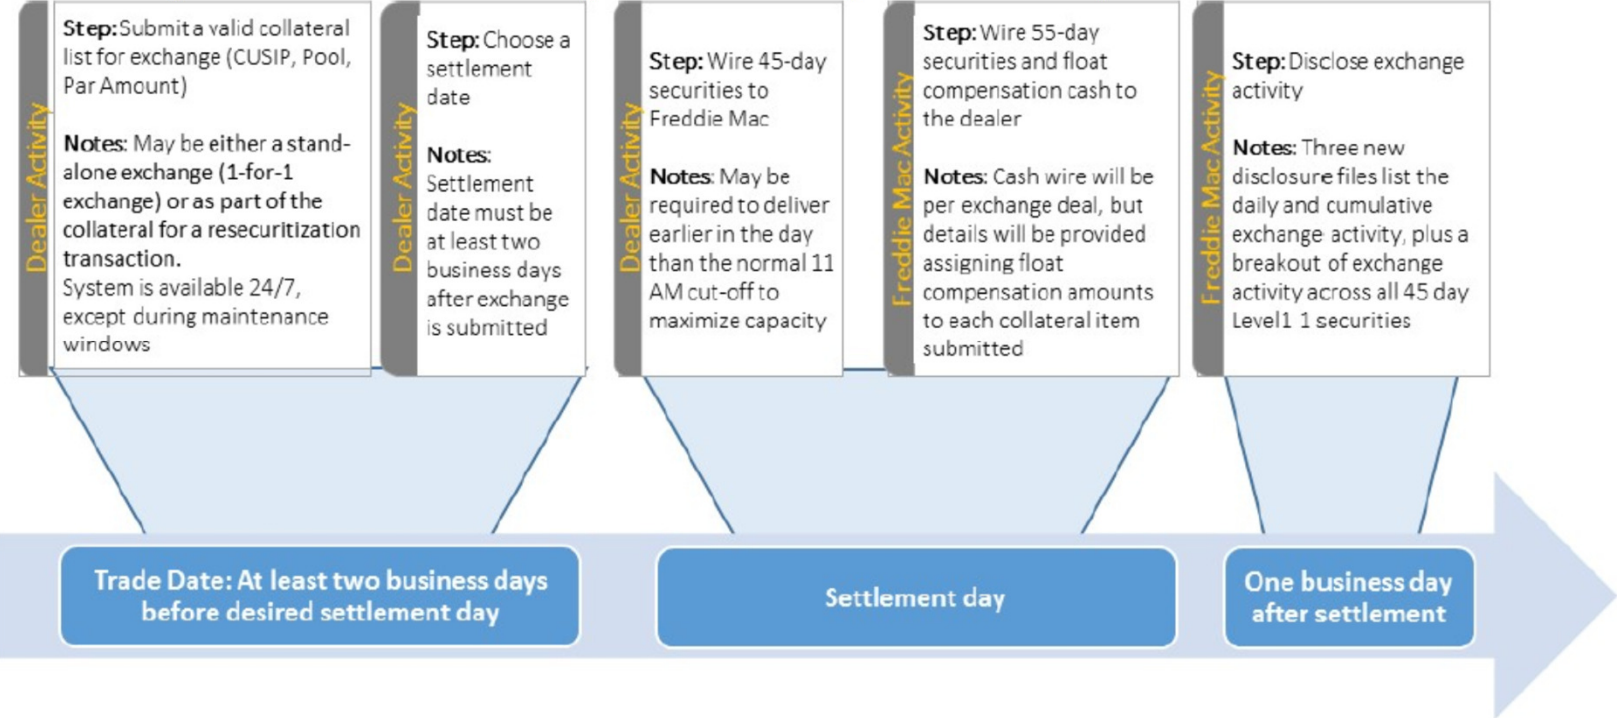 Dealer Activity
Step: Submit a valid collateral
list for exchange (CUSIP, Pool,
Par Amount)
Notes: May be either a stand-
alone exchange (1-for-1
exchange) or as part of the
collateral for a resecuritization
transaction.
System is available 24/7,
except during maintenance
windows
Dealer Activity
Step: Choose a
settlement
date
Notes:
Settlement
date must be
at least two
business days
after exchange
is submitted
Dealer Activity
Step: Wire 45-day
securities to
Freddie Mac
Notes: May be
required to deliver
earlier in the day
than the normal 11
AM cut-off to
maximize capacity
Freddie Mac Activity
Step: Wire 55-day
securities and float
compensation cash to
the dealer
Notes: Cash wire will be
per exchange deal, but
details will be provided
assigning float
compensation amounts
to each collateral item
submitted
Freddie Mac Activity
Step: Disclose exchange
activity
Notes: Three new
disclosure files list the
daily and cumulative
exchange activity, plus a
breakout of exchange
activity across all 45 day
Level1 1 securities
Trade Date: At least two business days
before desired settlement day
Settlement day
One business day
after settlement